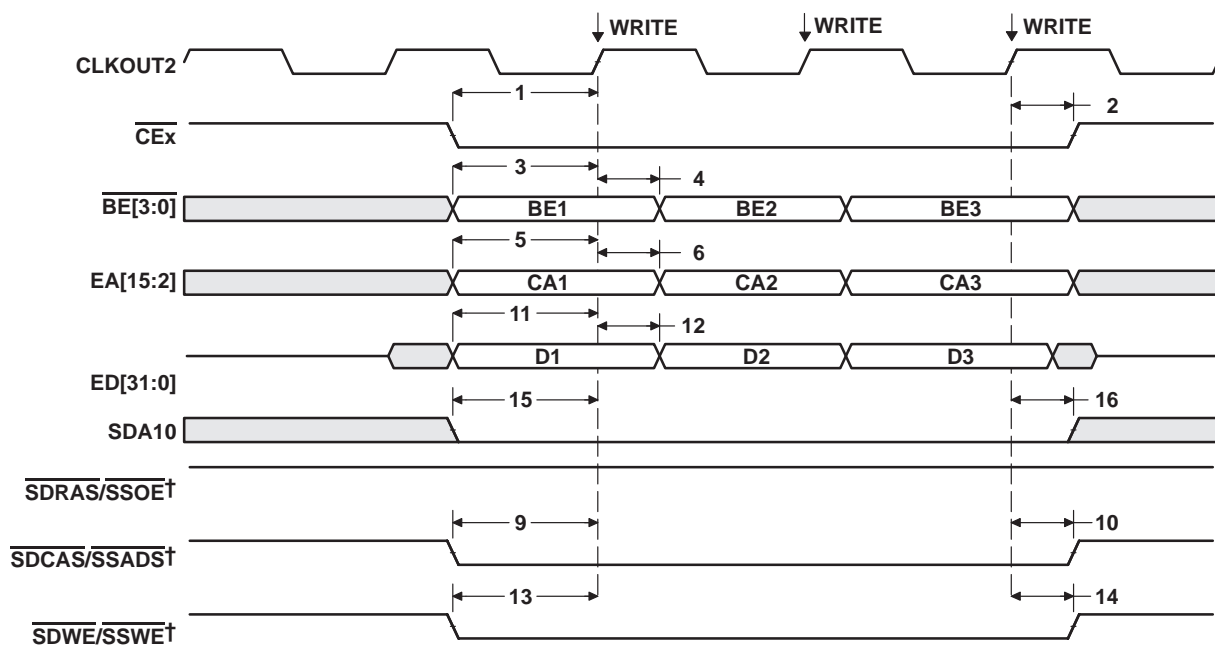 WRITE WRITE WRITE
CLKOUT2
1 2
CEx
3 4
BE[3:0] BE1 BE2 BE3
5 6
EA[15:2] CA1 CA2 CA3
11 12
D1 D2 D3
ED[31:0]
15 16
SDA10
SDRAS/SSOE†
9 10
SDCAS/SSADS†
13 14
SDWE/SSWE†